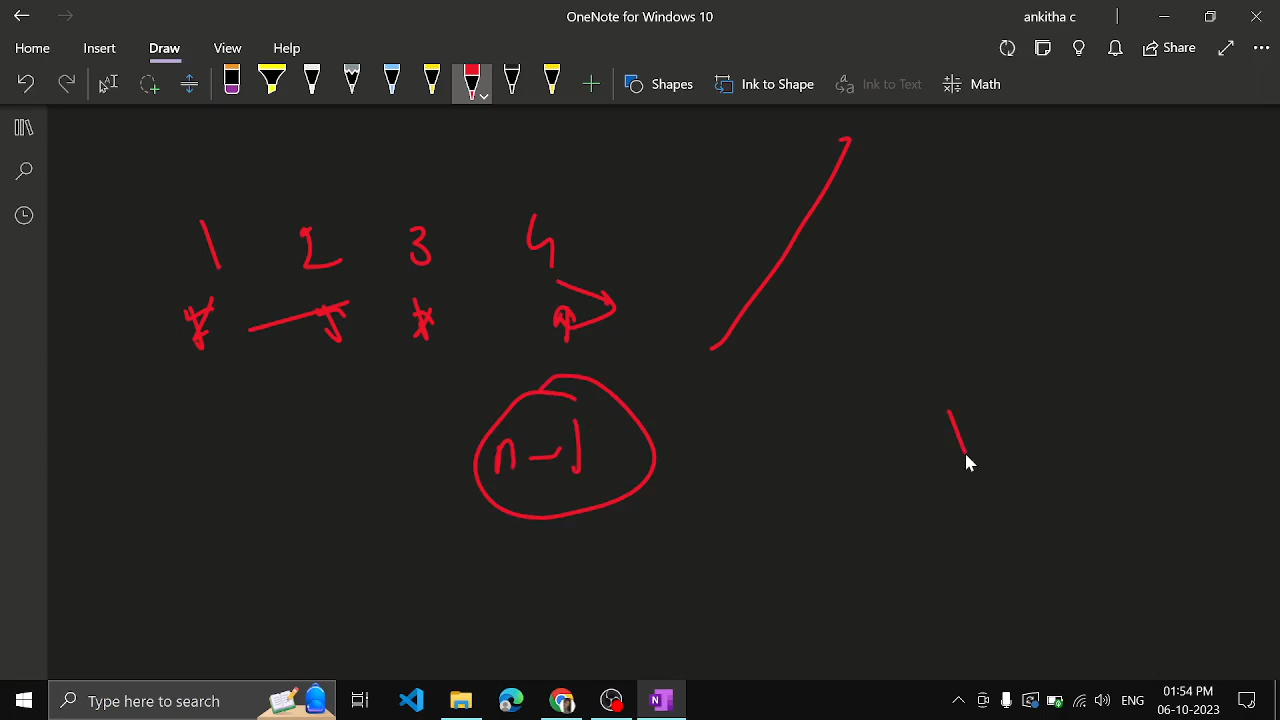 OneNote for Windows 10
ankitha c
Home Insert Draw View Help
Share
Shapes Ink to Shape Ink to Text Math
1 2 3 4
n-1
Type here to search
ENG
01:54 PM
06-10-2023